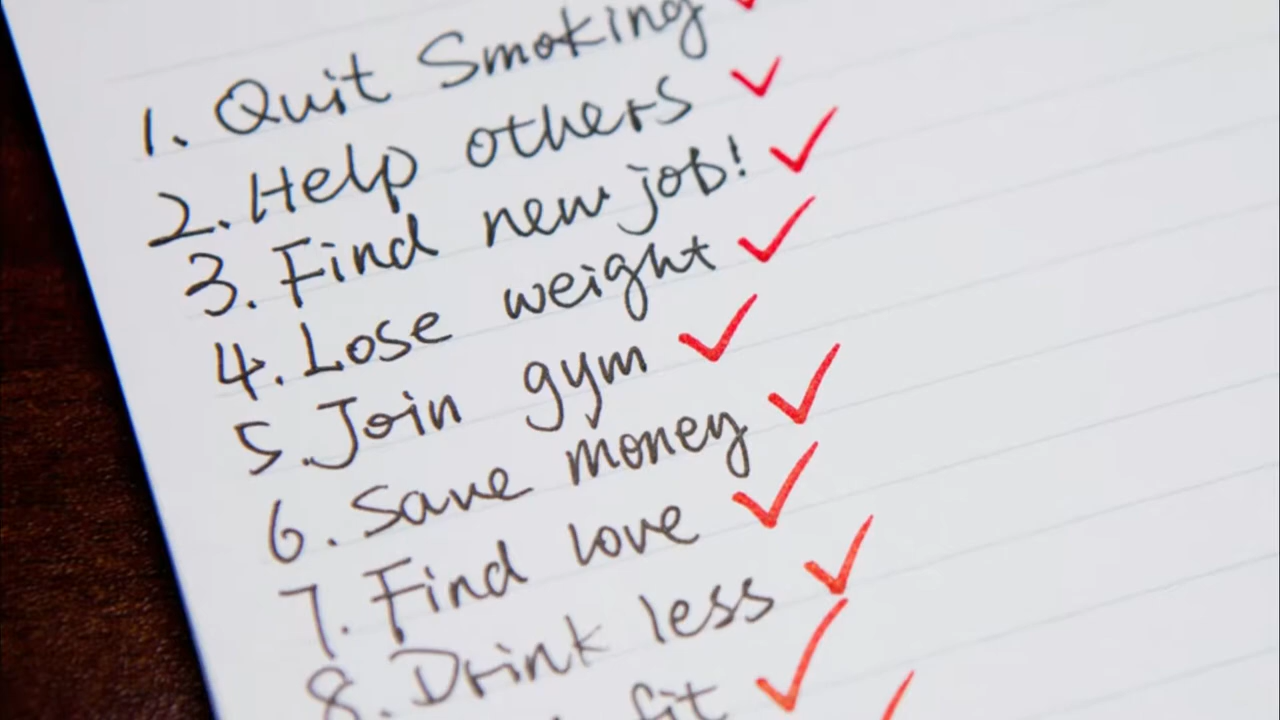 1. Quit Smoking
2. Help others
3. Find new job!
4. Lose weight
5. Join gym
6. Save money
7. Find love
8. Drink less
fit